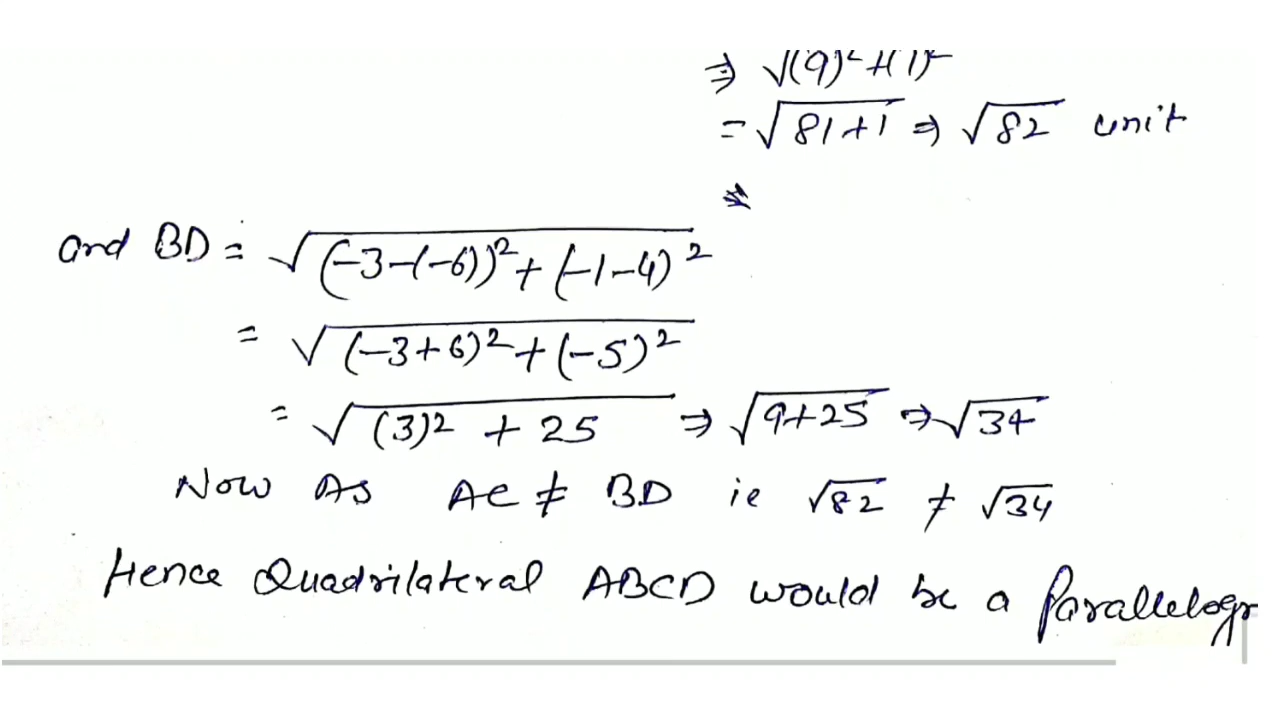 ⇒ √(9)²+(1)²
= √81+1 ⇒ √82 unit
and BD = √(-3-(-6))²+(-1-4)²
= √(-3+6)²+(-5)²
= √(3)² + 25 ⇒ √9+25 ⇒ √34
Now As AC ≠ BD ie √82 ≠ √34
Hence Quadrilateral ABCD would be a Parallelogr